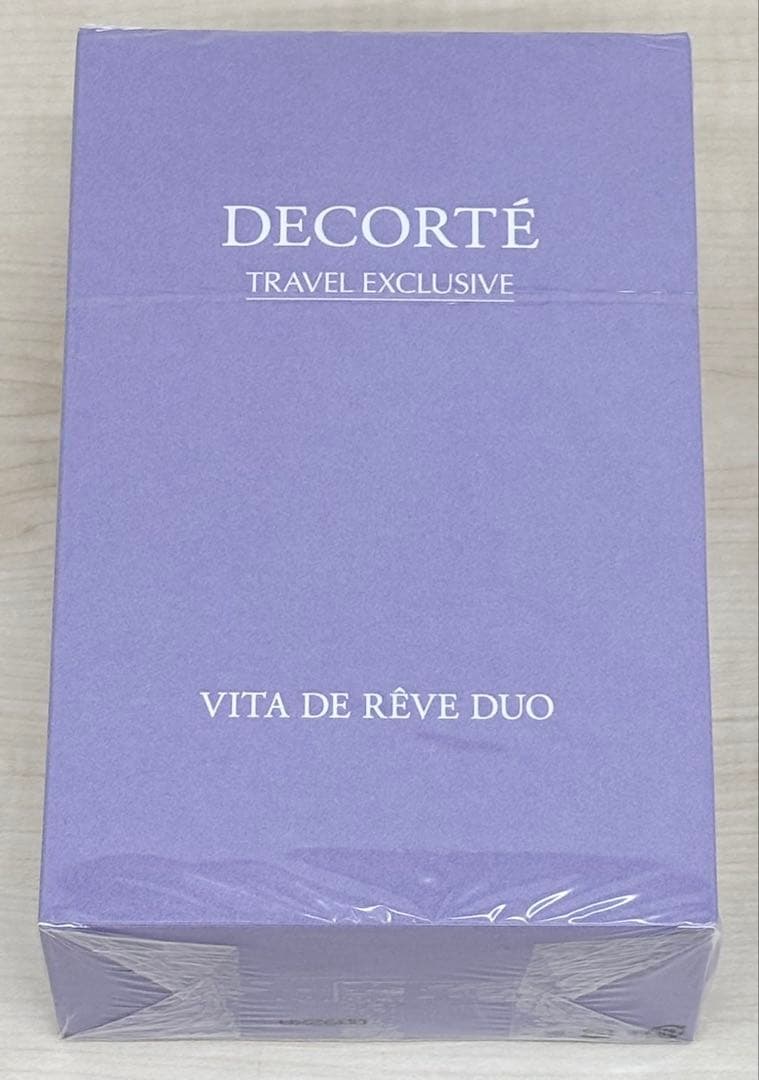 DECORTÉ
TRAVEL EXCLUSIVE
VITA DE RÊVE DUO